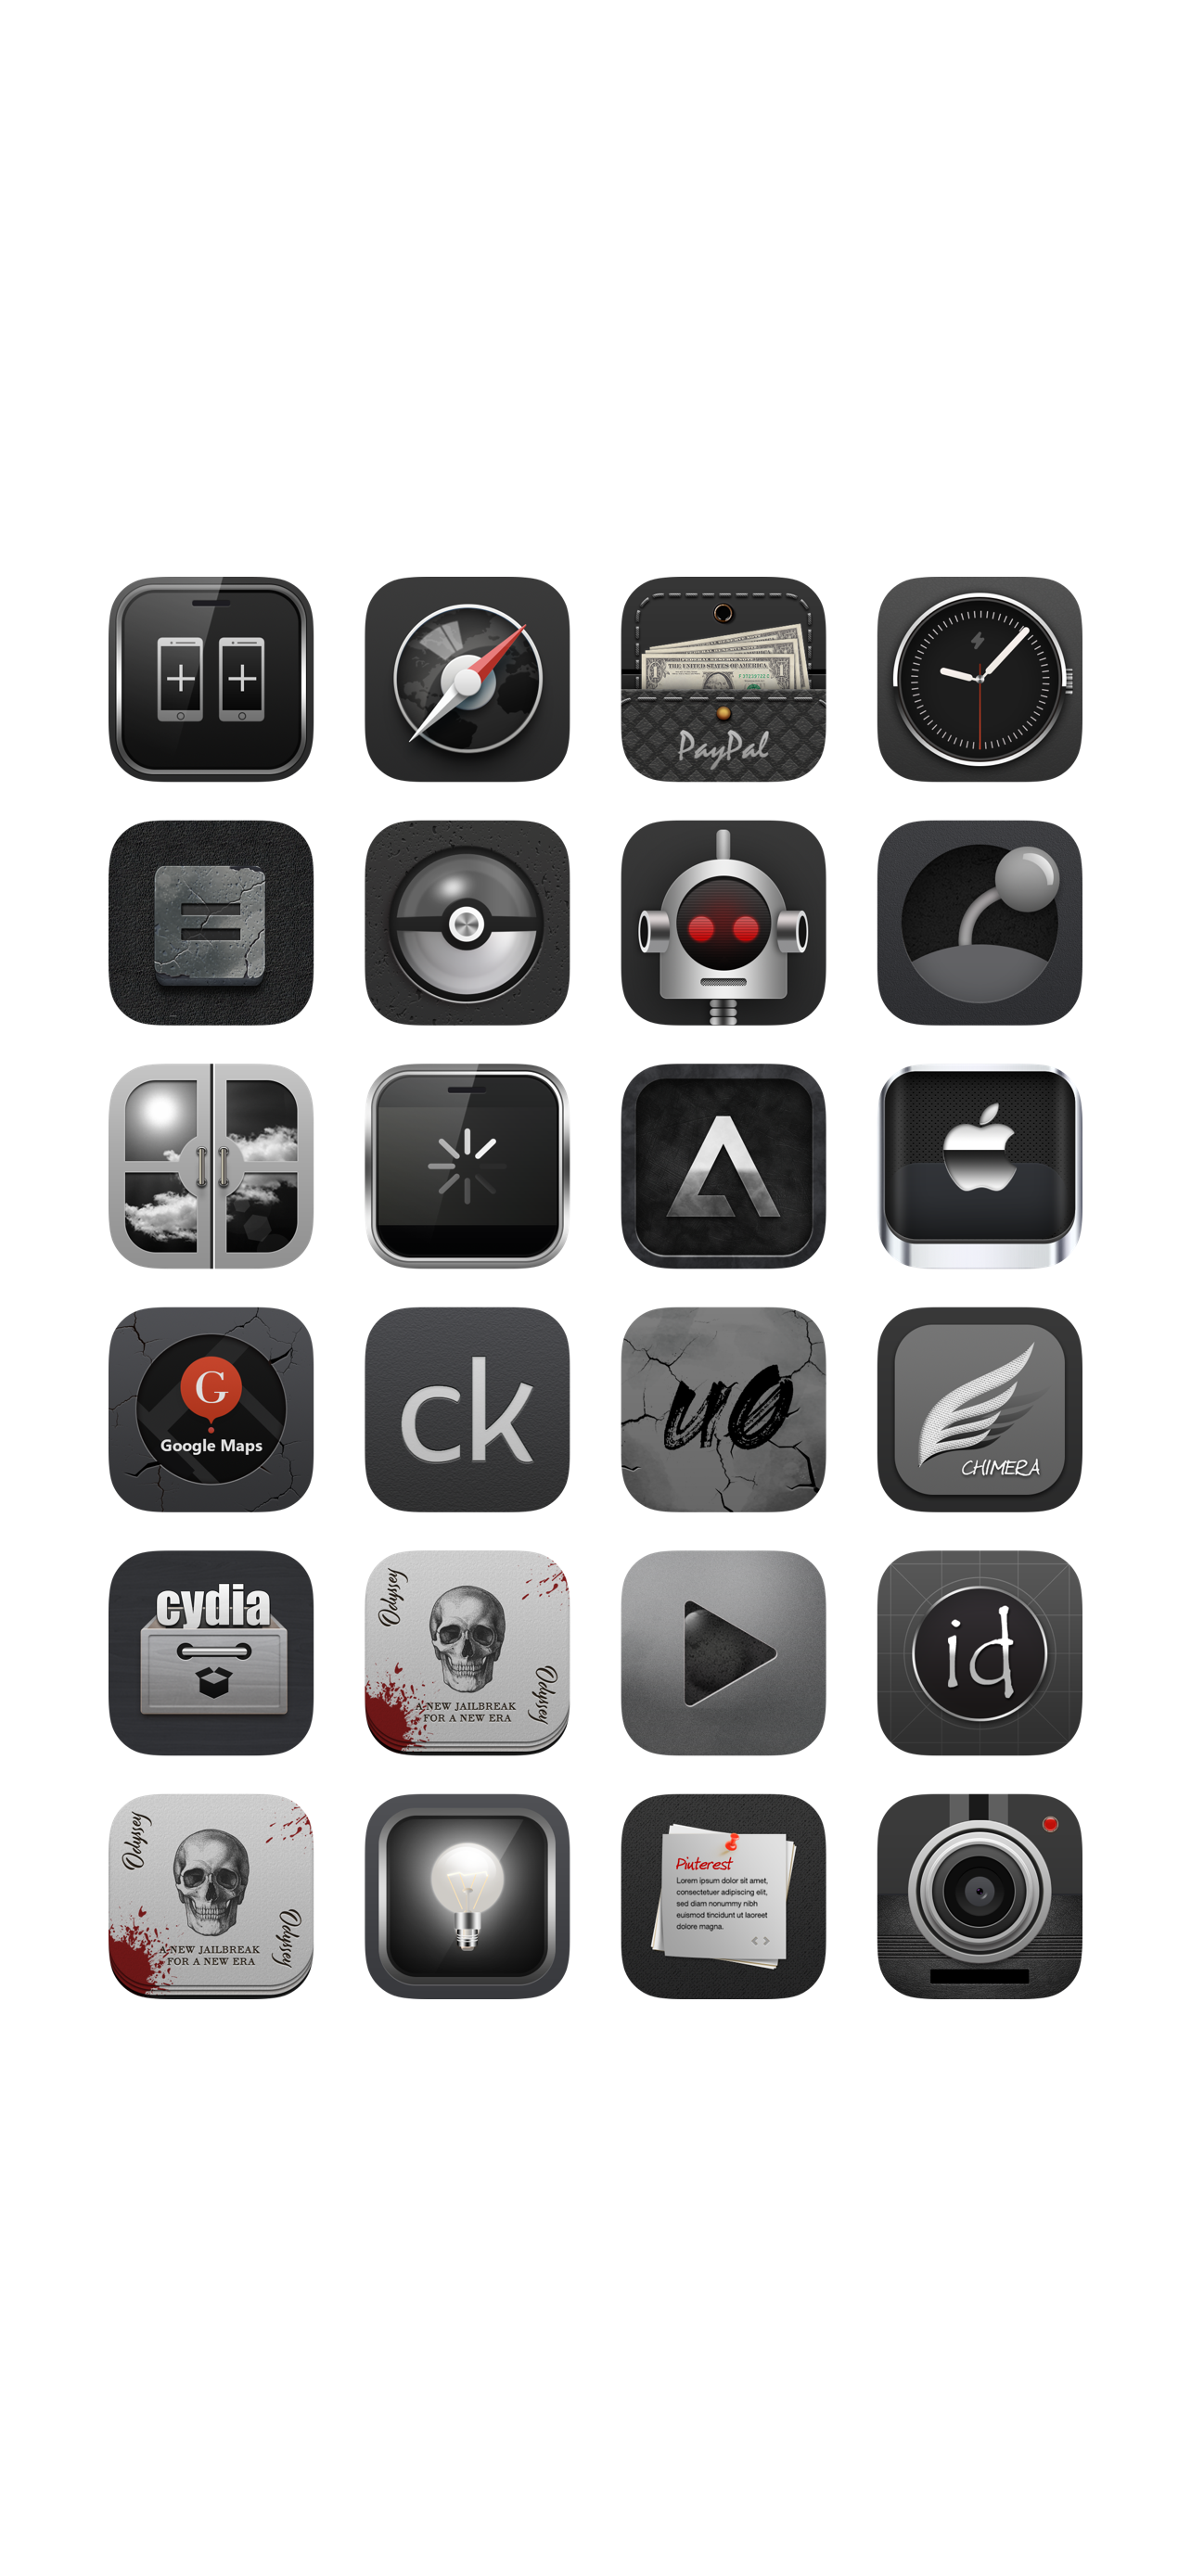 THE UNITED STATES OF AMERICA
PayPal
G
Google Maps
ck
uo
CHIMERA
cydia
Odyssey
Odyssey
A NEW JAILBREAK
FOR A NEW ERA
id
Odyssey
Odyssey
A NEW JAILBREAK
FOR A NEW ERA
Pinterest
Lorem ipsum dolor sit amet,
consectetuer adipiscing elit,
sed diam nonummy nibh
euismod tincidunt ut laoreet
dolore magna.